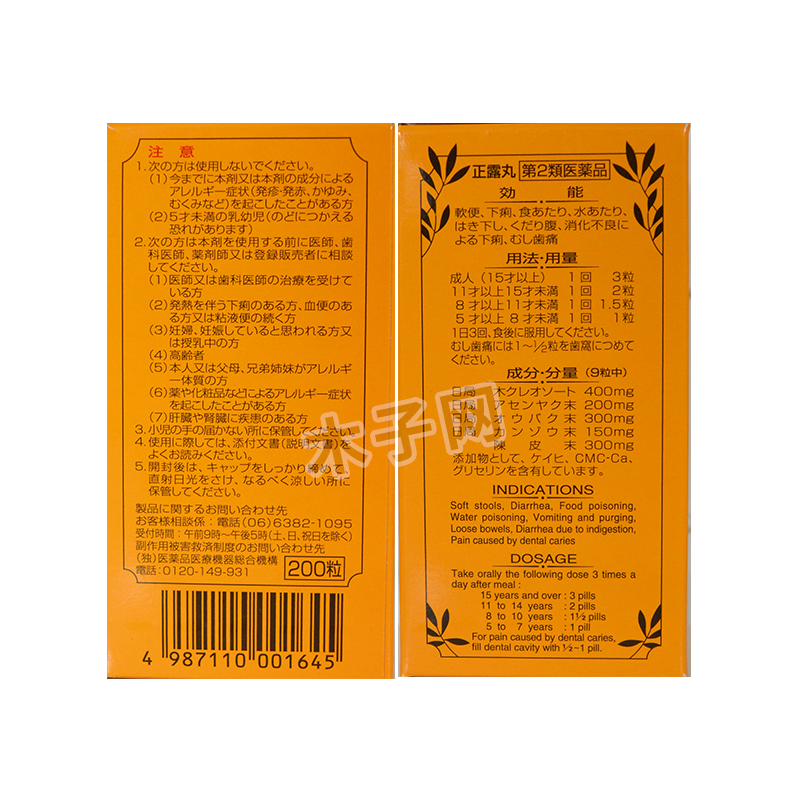 注 意
1. 次の方は使用しないでください。
(1) 今までに本剤又は本剤の成分による
アレルギー症状(発疹・発赤、かゆみ、
むくみなど)を起こしたことがある方
(2) 5才未満の乳幼児(のどにつかえる
恐れがあります)
2. 次の方は本剤を使用する前に医師、歯
科医師、薬剤師又は登録販売者に相談
してください。
(1) 医師又は歯科医師の治療を受けて
いる方
(2) 発熱を伴う下痢のある方、血便のあ
る方又は粘液便の続く方
(3) 妊婦、妊娠していると思われる方又
は授乳中の方
(4) 高齢者
(5) 本人又は父母、兄弟姉妹がアレルギ
ー体質の方
(6) 薬や化粧品などによるアレルギー症状
を起こしたことがある方
(7) 肝臓や腎臓に疾患のある方
3. 小児の手の届かない所に保管してください。
4. 使用に際しては、添付文書(説明文書)を
よくお読みください。
5. 開封後は、キャップをしっかり締めて、
直射日光をさけ、なるべく涼しい所に
保管してください。
製品に関するお問い合わせ先
お客様相談係:電話(06)6382-1095
受付時間:午前9時〜午後5時(土、日、祝日を除く)
副作用被害救済制度のお問い合わせ先
(独)医薬品医療機器総合機構
電話:0120-149-931
200粒
4 987110 001645
正露丸 第2類医薬品
効 能
軟便、下痢、食あたり、水あたり、
はき下し、くだり腹、消化不良に
よる下痢、むし歯痛
用法・用量
成人(15才以上) 1回 3粒
11才以上15才未満 1回 2粒
8才以上11才未満 1回 1.5粒
5才以上8才未満 1回 1粒
1日3回、食後に服用してください。
むし歯痛には1〜1/2粒を歯窩につめて
ください。
成分・分量(9粒中)
日局 木クレオソート 400mg
日局 アセンヤク末 200mg
日局 オウバク末 300mg
日局 カンゾウ末 150mg
陳皮末 300mg
添加物として、ケイヒ、CMC-Ca、
グリセリンを含有しています。
INDICATIONS
Soft stools, Diarrhea, Food poisoning,
Water poisoning, Vomiting and purging,
Loose bowels, Diarrhea due to indigestion,
Pain caused by dental caries
DOSAGE
Take orally the following dose 3 times a
day after meal :
15 years and over : 3 pills
11 to 14 years : 2 pills
8 to 10 years : 1½ pills
5 to 7 years : 1 pill
For pain caused by dental caries,
fill dental cavity with ½~1 pill.
木子网